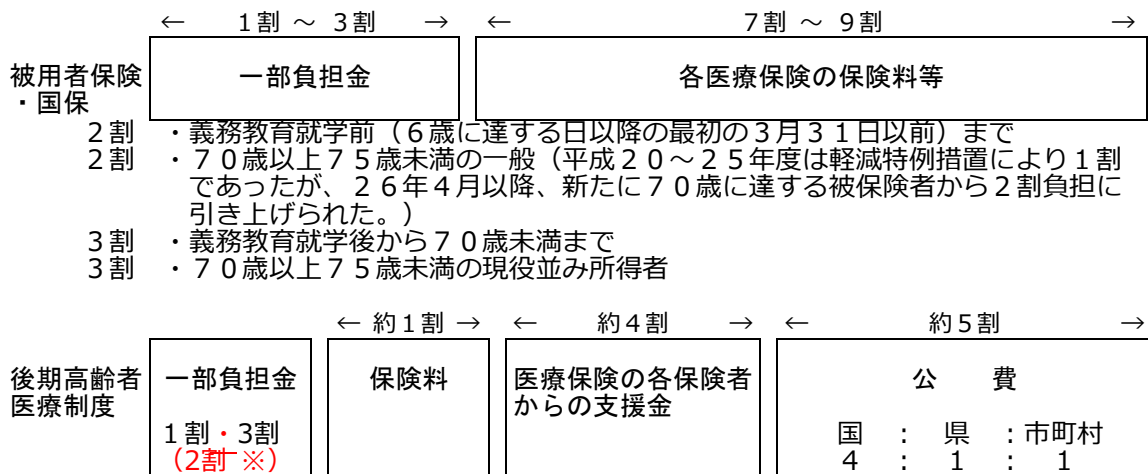 ← 1割 ～ 3割 → ← 7割 ～ 9割 →
被用者保険
・国保
一部負担金
各医療保険の保険料等
2割 ・義務教育就学前（6歳に達する日以降の最初の3月31日以前）まで
2割 ・70歳以上75歳未満の一般（平成20～25年度は軽減特例措置により1割
であったが、26年4月以降、新たに70歳に達する被保険者から2割負担に
引き上げられた。）
3割 ・義務教育就学後から70歳未満まで
3割 ・70歳以上75歳未満の現役並み所得者
← 約1割 → ← 約4割 → ← 約5割 →
後期高齢者
医療制度
一部負担金
1割・3割
（2割 ※）
保険料
医療保険の各保険者
からの支援金
公 費
国 ： 県 ：市町村
4 ： 1 ： 1